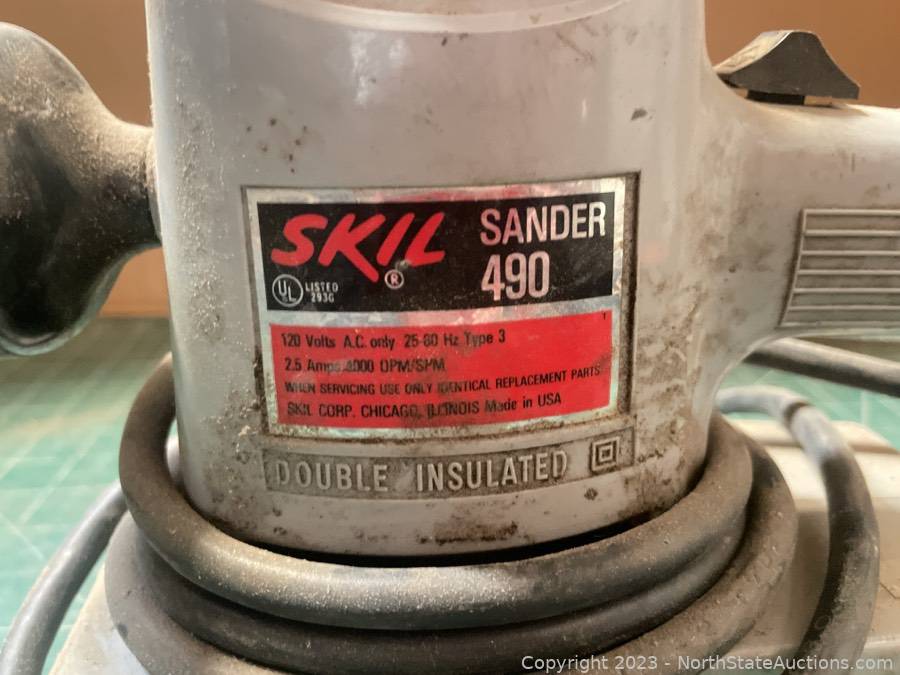 SKIL
®
SANDER
490
UL LISTED
293G
120 Volts A.C. only 25-60 Hz Type 3
2.5 Amps 4000 OPM/SPM
WHEN SERVICING USE ONLY IDENTICAL REPLACEMENT PARTS
SKIL CORP. CHICAGO, ILLINOIS Made in USA
DOUBLE INSULATED
Copyright 2023 - NorthStateAuctions.com